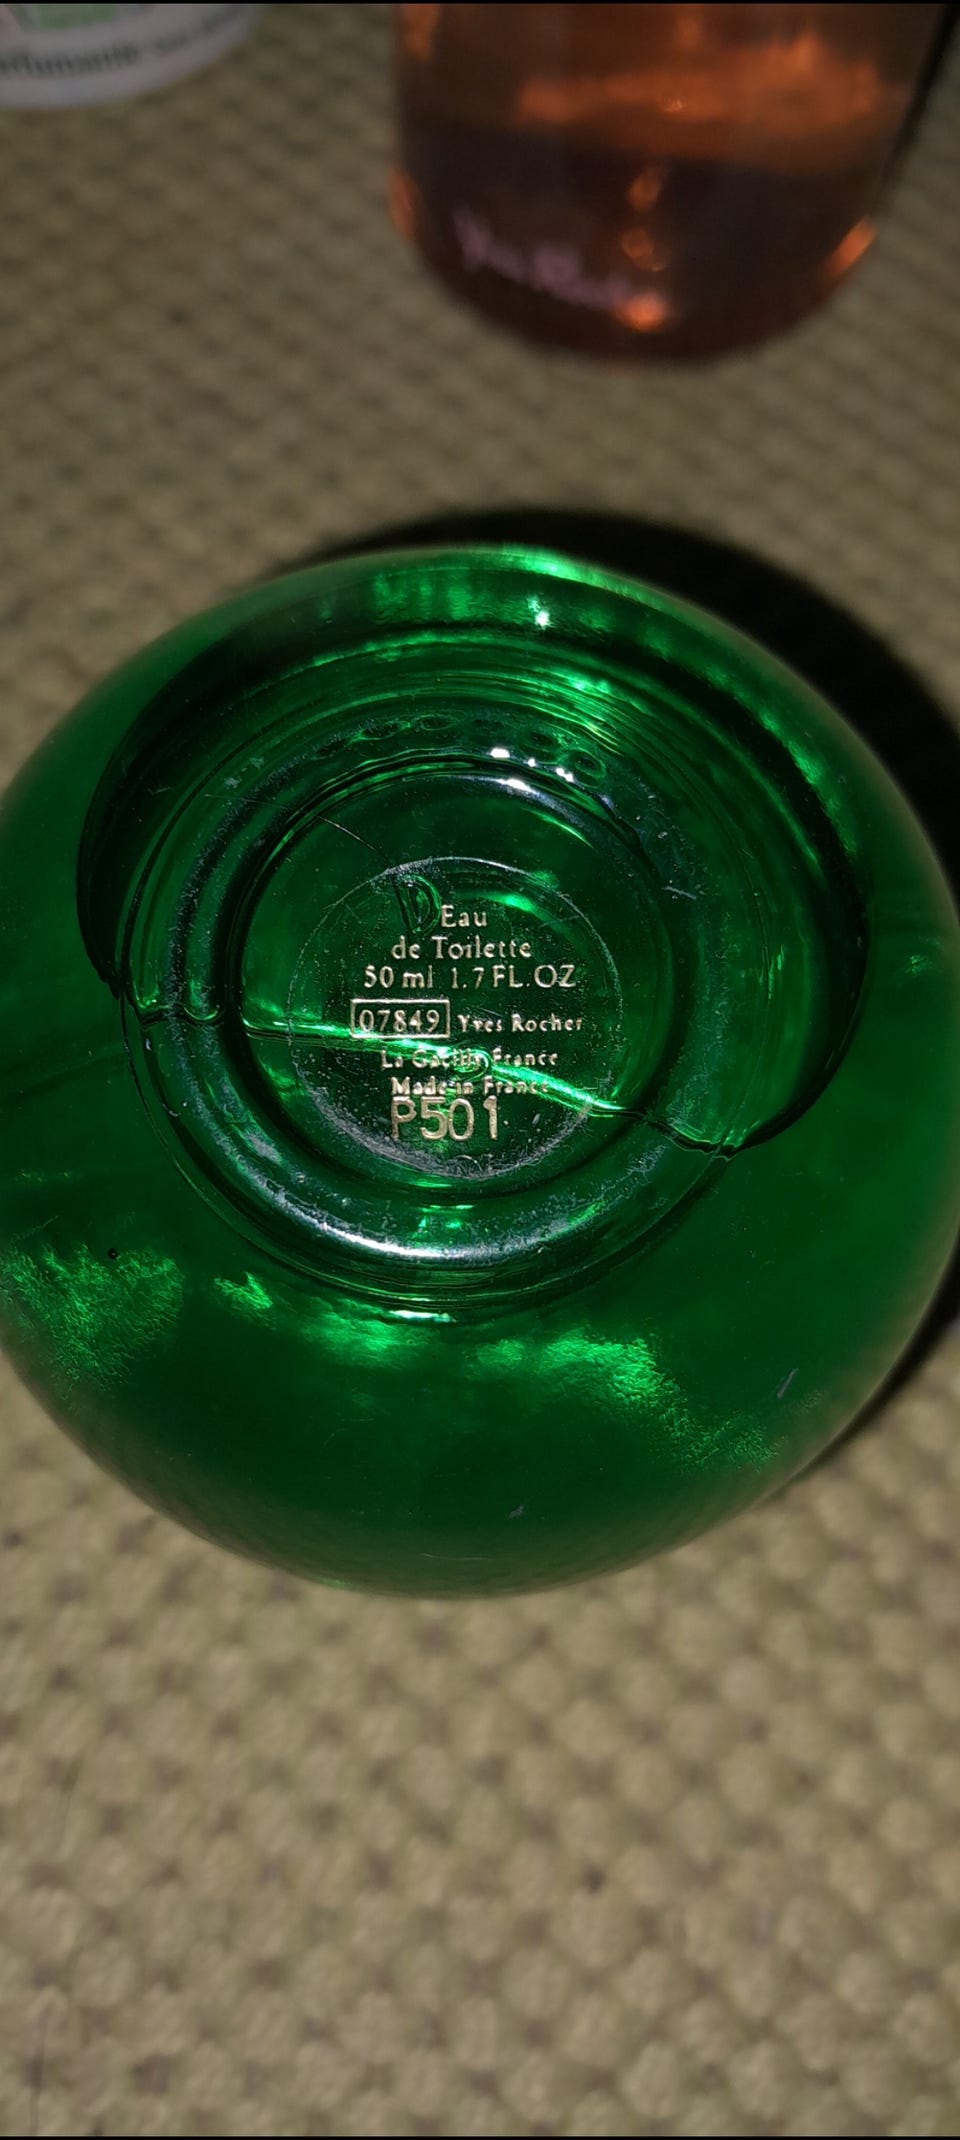 Eau
de Toilette
50 ml 1.7 FL.OZ
07849 Yves Rocher
La Gacilly France
Made in France
P501